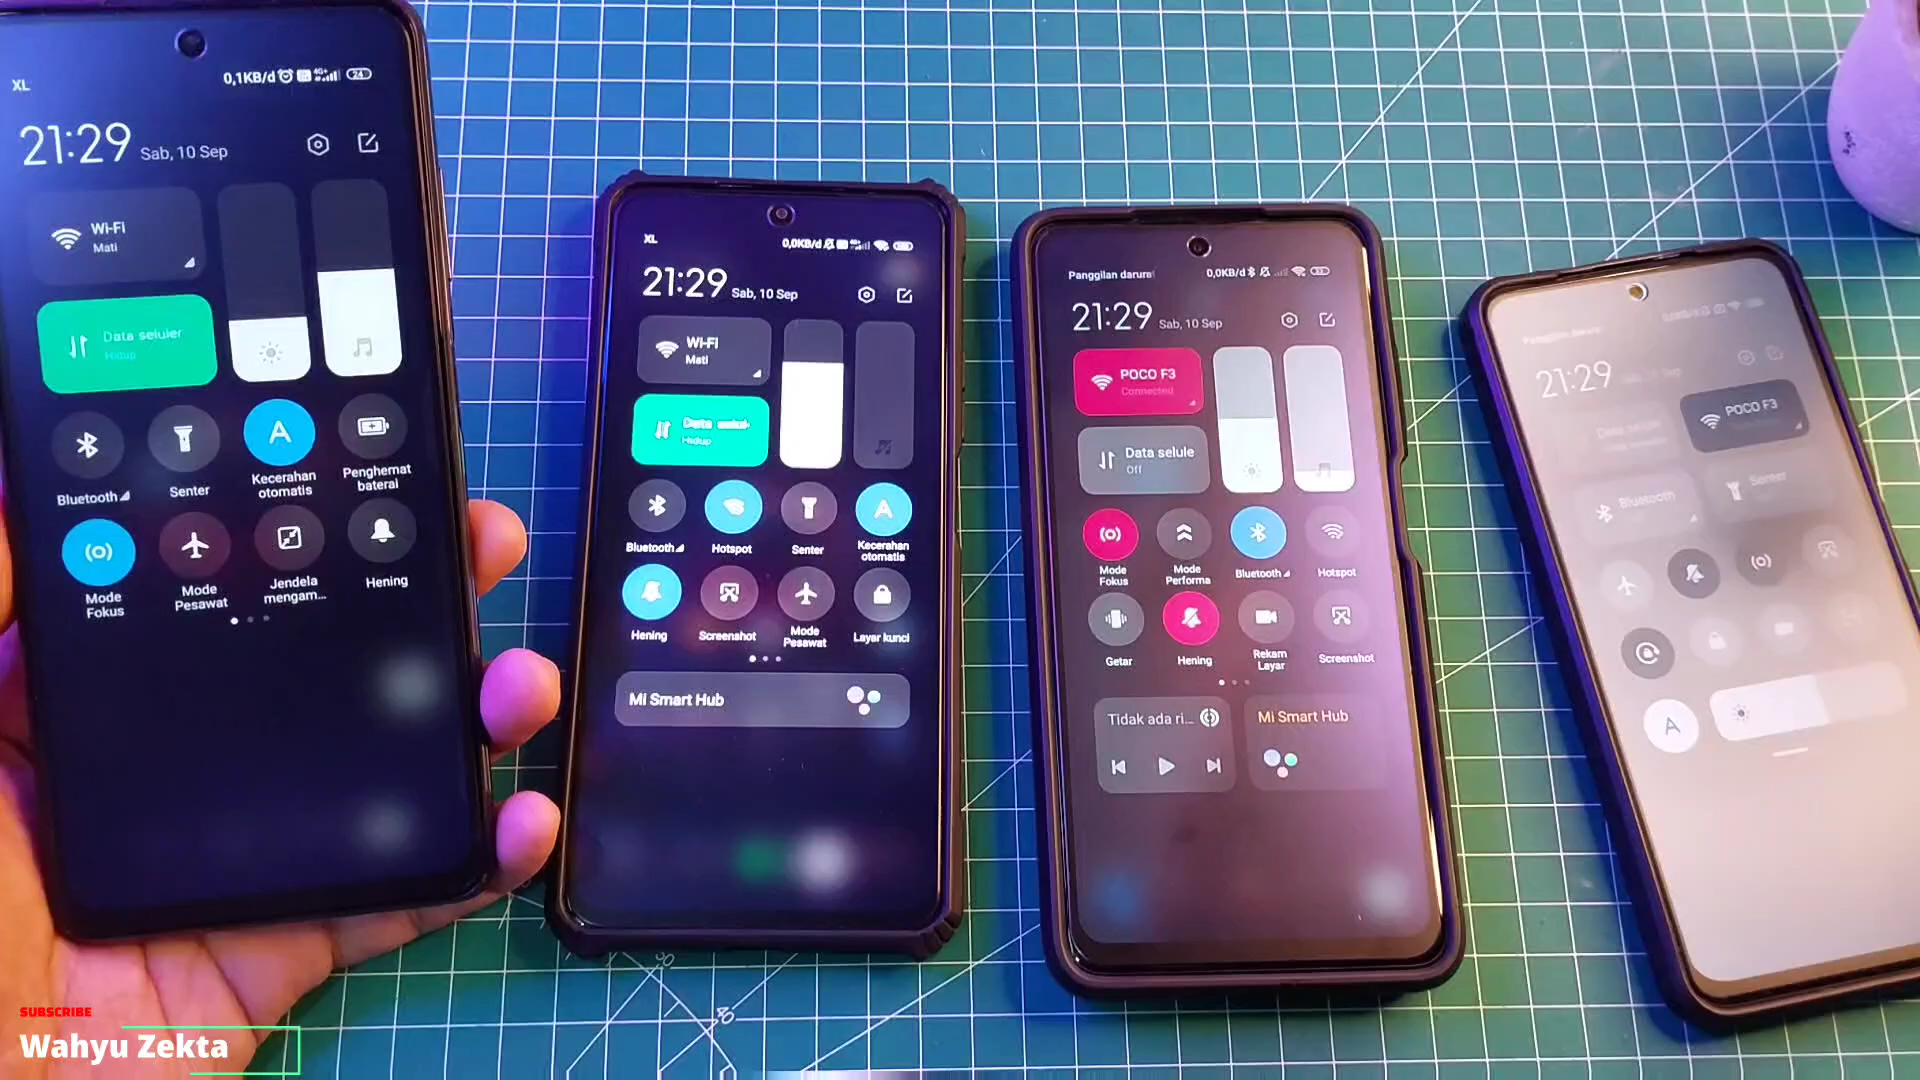 XL
0,1KB/d
4G+
24
21:29 Sab, 10 Sep
Wi-Fi
Mati
Data seluler
Hidup
Bluetooth
Senter
A
Kecerahan
otomatis
Penghemat
baterai
Mode
Fokus
Mode
Pesawat
Jendela
mengam...
Hening
XL
0,0KB/d
21:29 Sab, 10 Sep
Wi-Fi
Mati
Hidup
Bluetooth
Hotspot
Senter
A
Kecerahan
otomatis
Hening
Screenshot
Mode
Pesawat
Layar kunci
Mi Smart Hub
Panggilan darurat
0,0KB/d
21:29 Sab, 10 Sep
POCO F3
Connected
Data selule
Off
Mode
Fokus
Mode
Performa
Bluetooth
Hotspot
Getar
Hening
Rekam
Layar
Screenshot
Tidak ada ri...
Mi Smart Hub
Panggilan darurat
21:29
POCO F3
Bluetooth
Senter
A
SUBSCRIBE
Wahyu Zekta